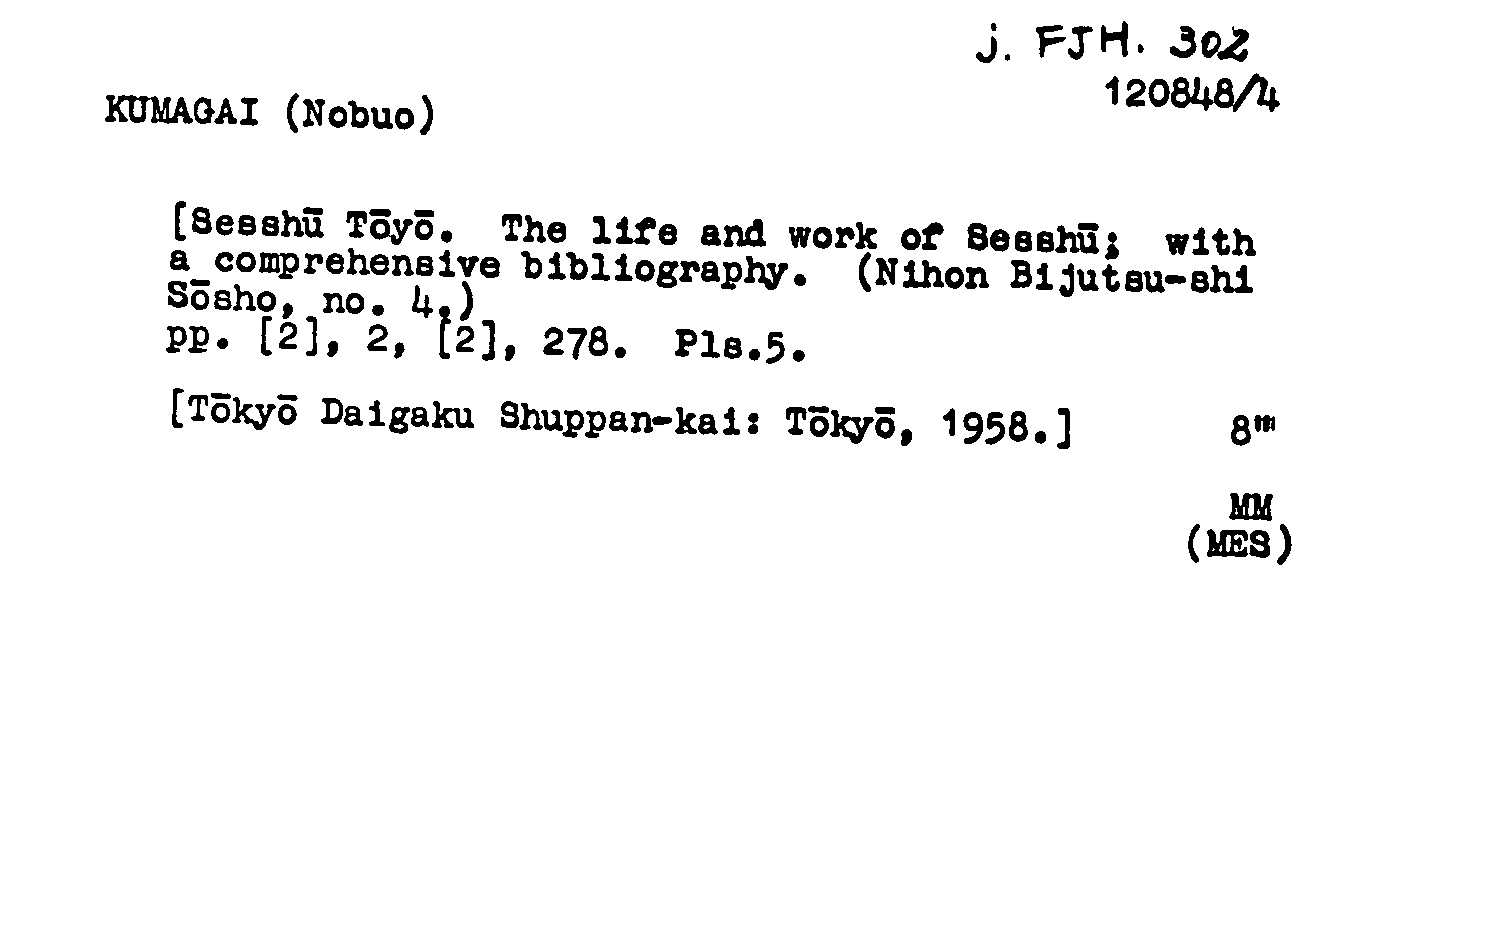 j. FJH. 302
120848/4
KUMAGAI (Nobuo)
[Sesshū Tōyō. The life and work of Sesshū; with
a comprehensive bibliography. (Nihon Bijutsu-shi
Sōsho, no. 4.)
pp. [2], 2, [2], 278. Pls.5.
[Tōkyō Daigaku Shuppan-kai: Tōkyō, 1958.] 8m
MM
(MES)